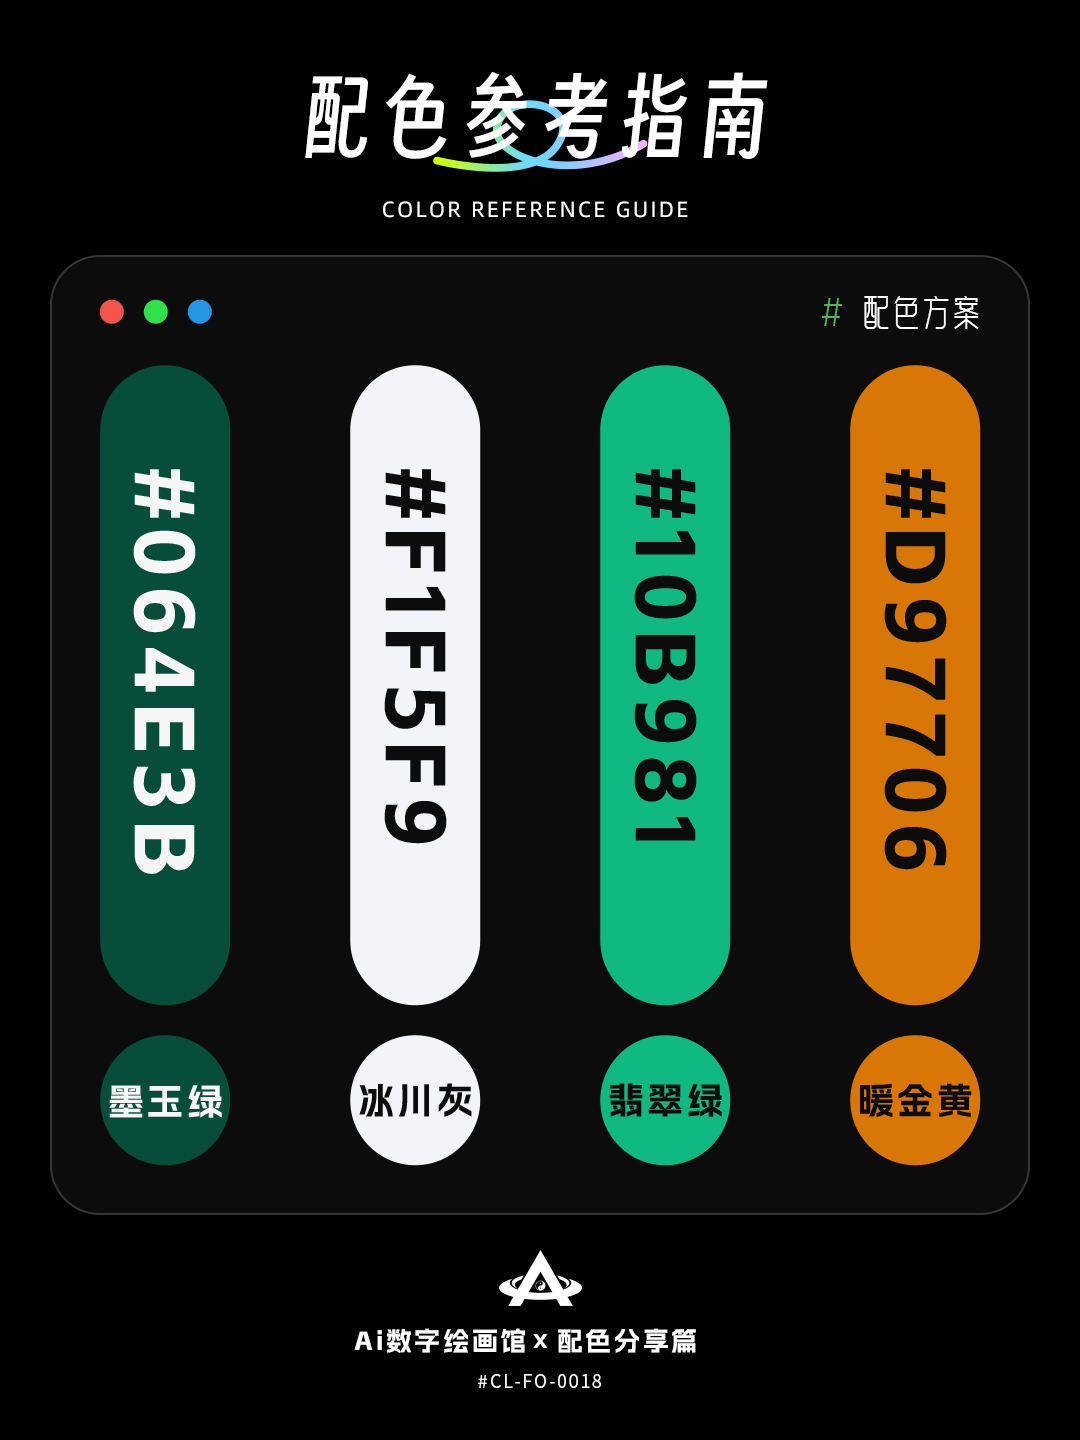 配色参考指南
COLOR REFERENCE GUIDE
# 配色方案
#064E3B
#F1F5F9
#10B981
#D97706
墨玉绿
冰川灰
翡翠绿
暖金黄
Ai数字绘画馆 x 配色分享篇
#CL-FO-0018